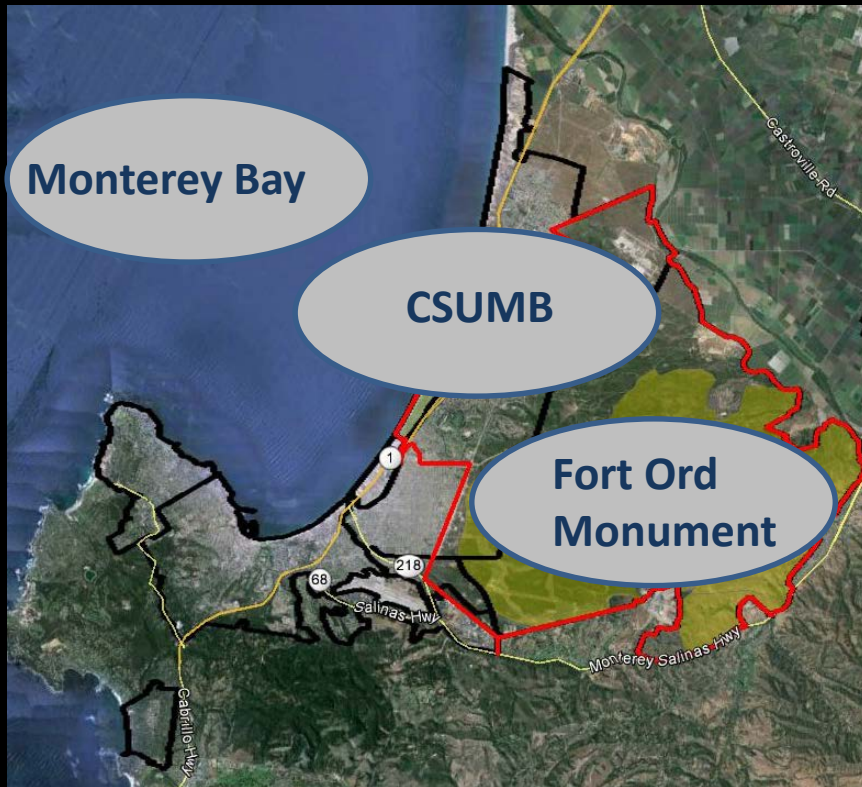 Castroville Rd
Monterey Bay
CSUMB
1
Fort Ord
Monument
218
68
Salinas Hwy
Monterey Salinas Hwy
Cabrillo Hwy